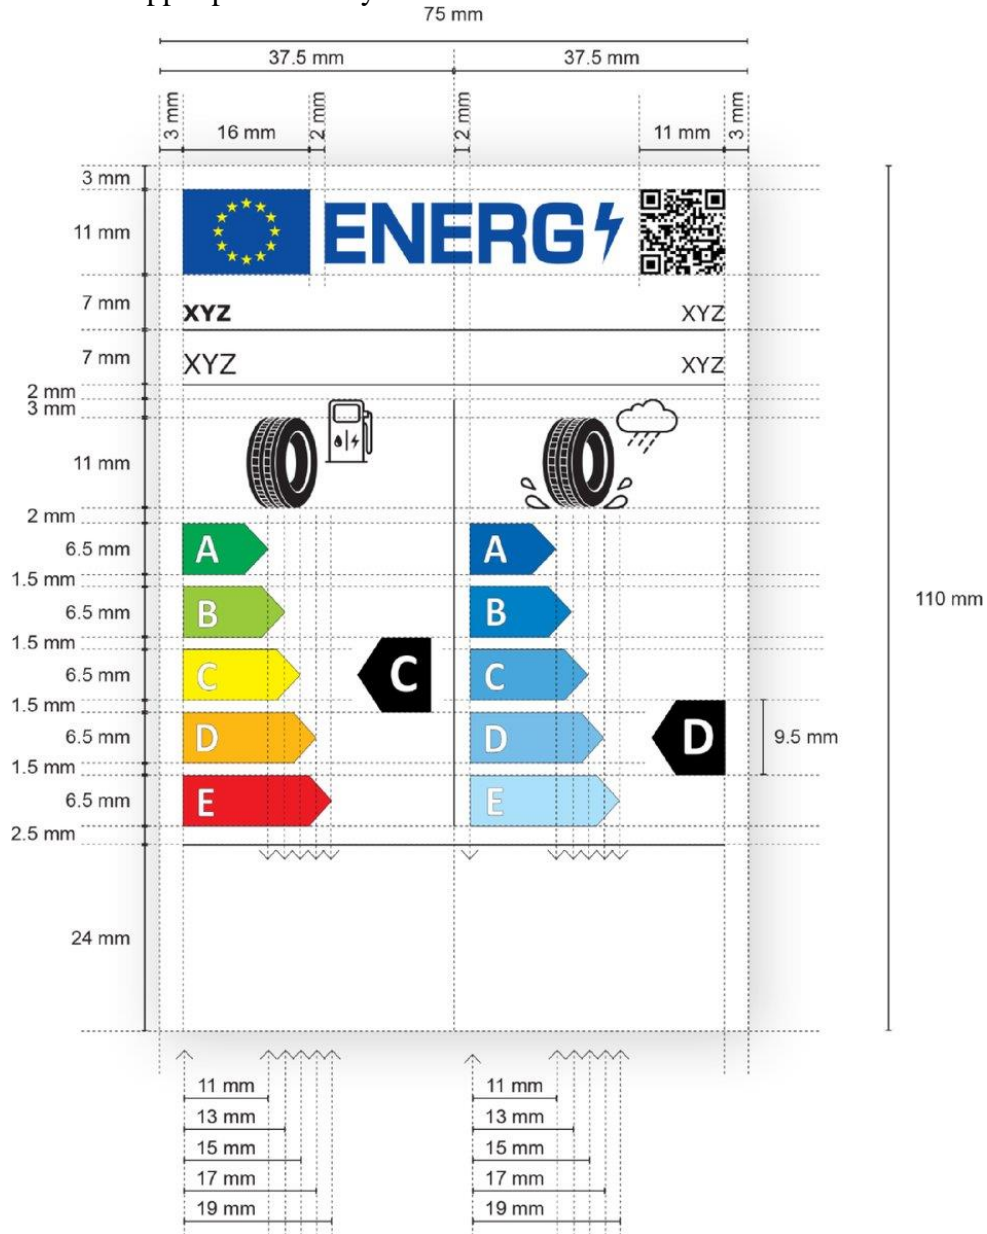 75 mm
37.5 mm 37.5 mm
3 mm 16 mm 2 mm 2 mm 11 mm 3 mm
3 mm
11 mm ENERG
7 mm XYZ XYZ
7 mm XYZ XYZ
2 mm
3 mm
11 mm
2 mm
6.5 mm A A
1.5 mm
6.5 mm B B 110 mm
1.5 mm
6.5 mm C C C
1.5 mm
6.5 mm D D D 9.5 mm
1.5 mm
6.5 mm E E
2.5 mm
24 mm
11 mm 11 mm
13 mm 13 mm
15 mm 15 mm
17 mm 17 mm
19 mm 19 mm